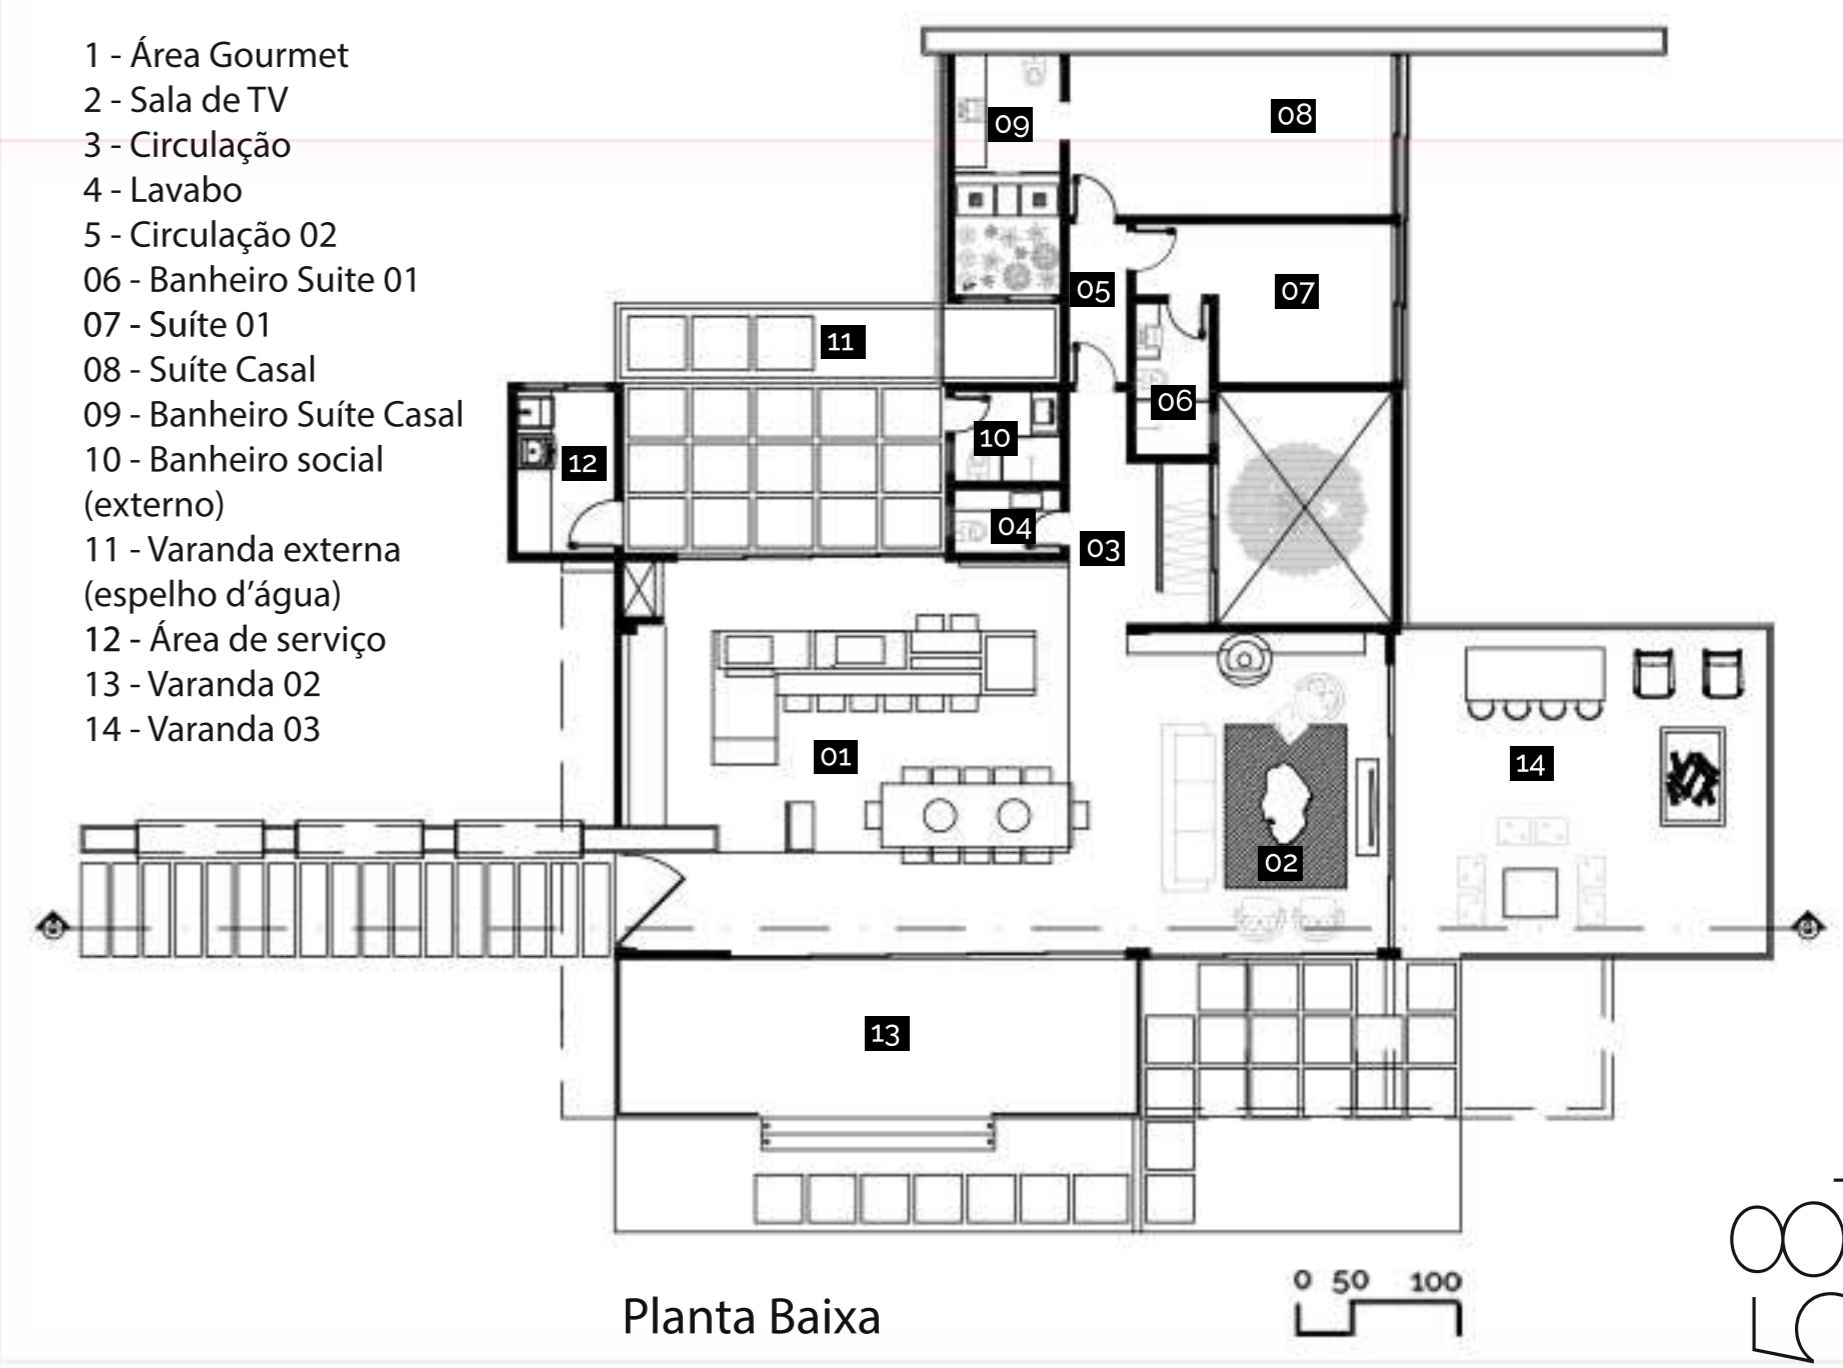 1 - Área Gourmet
2 - Sala de TV
3 - Circulação
4 - Lavabo
5 - Circulação 02
06 - Banheiro Suite 01
07 - Suíte 01
08 - Suíte Casal
09 - Banheiro Suíte Casal
10 - Banheiro social
(externo)
11 - Varanda externa
(espelho d'água)
12 - Área de serviço
13 - Varanda 02
14 - Varanda 03
09
08
05
07
11
06
10
12
04
03
01
14
02
13
Planta Baixa
0 50 100